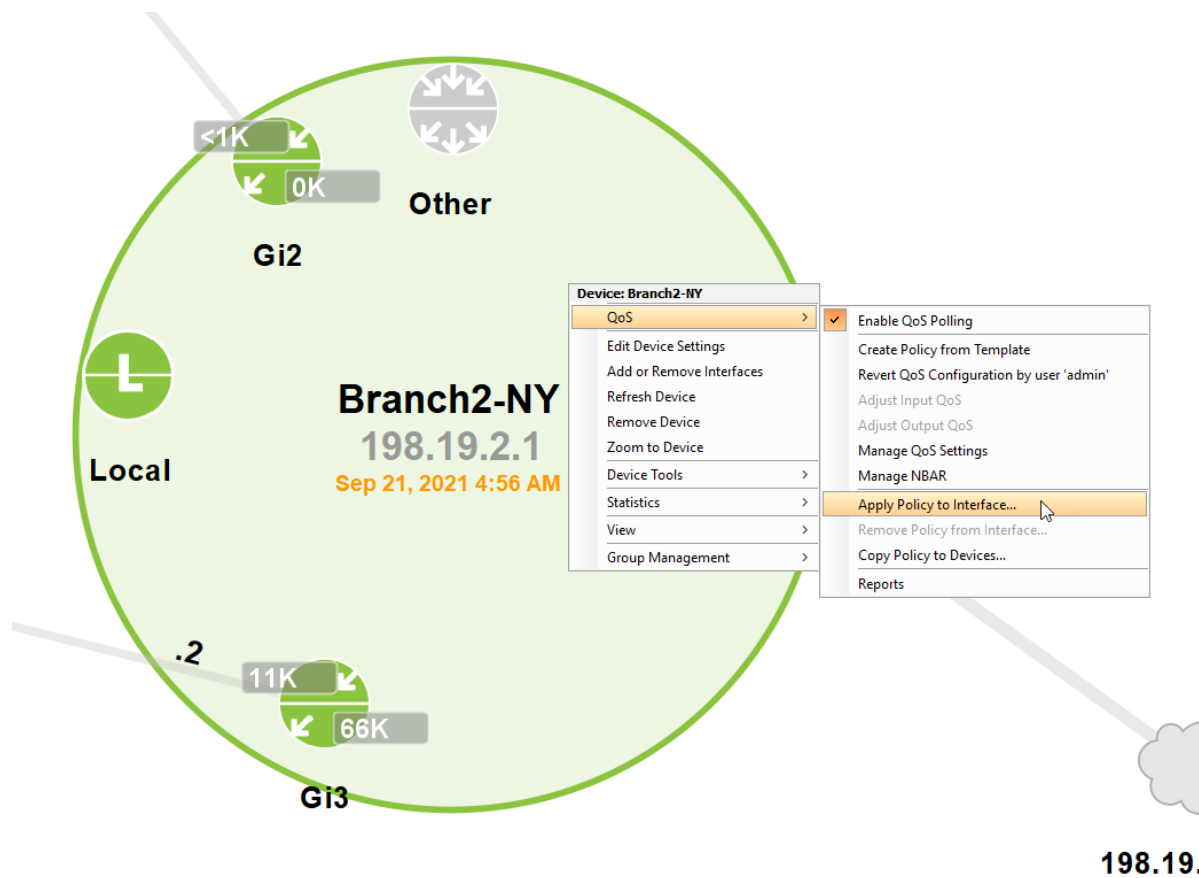 <1K
0K
Gi2
Other
Local
Branch2-NY
198.19.2.1
Sep 21, 2021 4:56 AM
.2
11K
66K
Gi3
Device: Branch2-NY
QoS
Edit Device Settings
Add or Remove Interfaces
Refresh Device
Remove Device
Zoom to Device
Device Tools
Statistics
View
Group Management
Enable QoS Polling
Create Policy from Template
Revert QoS Configuration by user 'admin'
Adjust Input QoS
Adjust Output QoS
Manage QoS Settings
Manage NBAR
Apply Policy to Interface...
Remove Policy from Interface...
Copy Policy to Devices...
Reports
198.19.